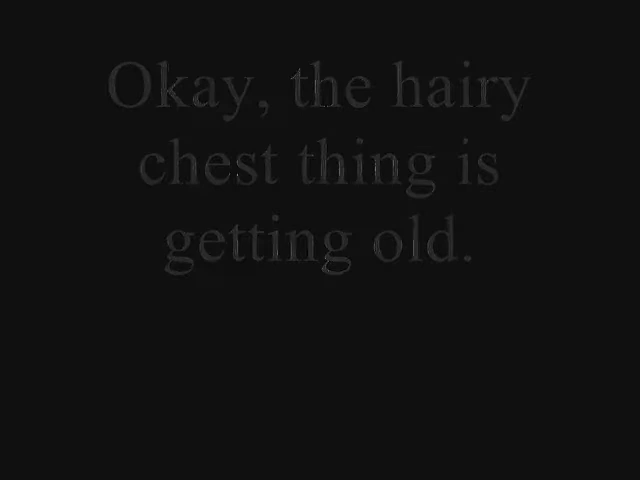 Okay, the hairy
chest thing is
getting old.